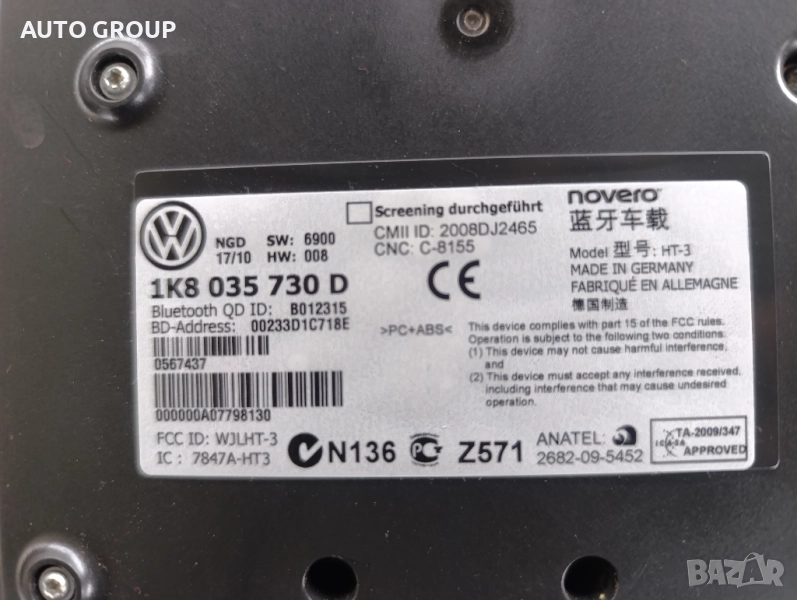 AUTO GROUP
NGD SW: 6900
17/10 HW: 008
1K8 035 730 D
Bluetooth QD ID: B012315
BD-Address: 00233D1C718E
0567437
000000A07798130
FCC ID: WJLHT-3
IC : 7847A-HT3
Screening durchgeführt
CMII ID: 2008DJ2465
CNC: C-8155
CE
>PC+ABS<
novero
蓝牙车载
Model 型号: HT-3
MADE IN GERMANY
FABRIQUÉ EN ALLEMAGNE
德国制造
This device complies with part 15 of the FCC rules.
Operation is subject to the following two conditions:
(1) This device may not cause harmful interference,
and
(2) This device must accept any interference received,
including interference that may cause undesired
operation.
N136
Z571
ANATEL:
2682-09-5452
ICASA
TA-2009/347
APPROVED
BAZAR